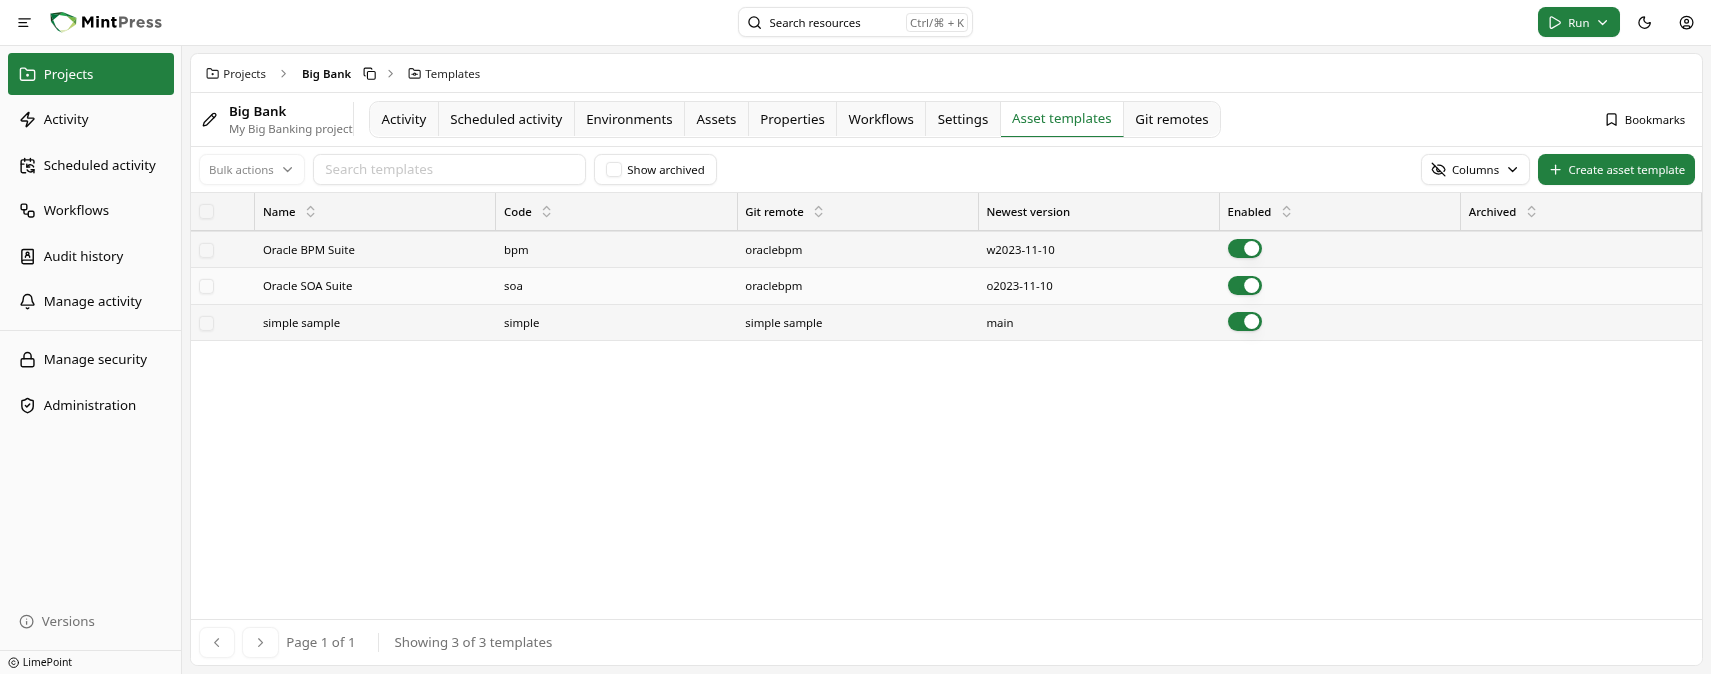 MintPress
Search resources Ctrl/⌘ + K
Run
Projects
Activity
Scheduled activity
Workflows
Audit history
Manage activity
Manage security
Administration
Versions
LimePoint
Projects Big Bank Templates
Big Bank
My Big Banking project
Activity Scheduled activity Environments Assets Properties Workflows Settings Asset templates Git remotes
Bookmarks
Bulk actions Search templates Show archived Columns Create asset template
Name Code Git remote Newest version Enabled Archived
Oracle BPM Suite bpm oraclebpm w2023-11-10
Oracle SOA Suite soa oraclebpm o2023-11-10
simple sample simple simple sample main
Page 1 of 1 Showing 3 of 3 templates